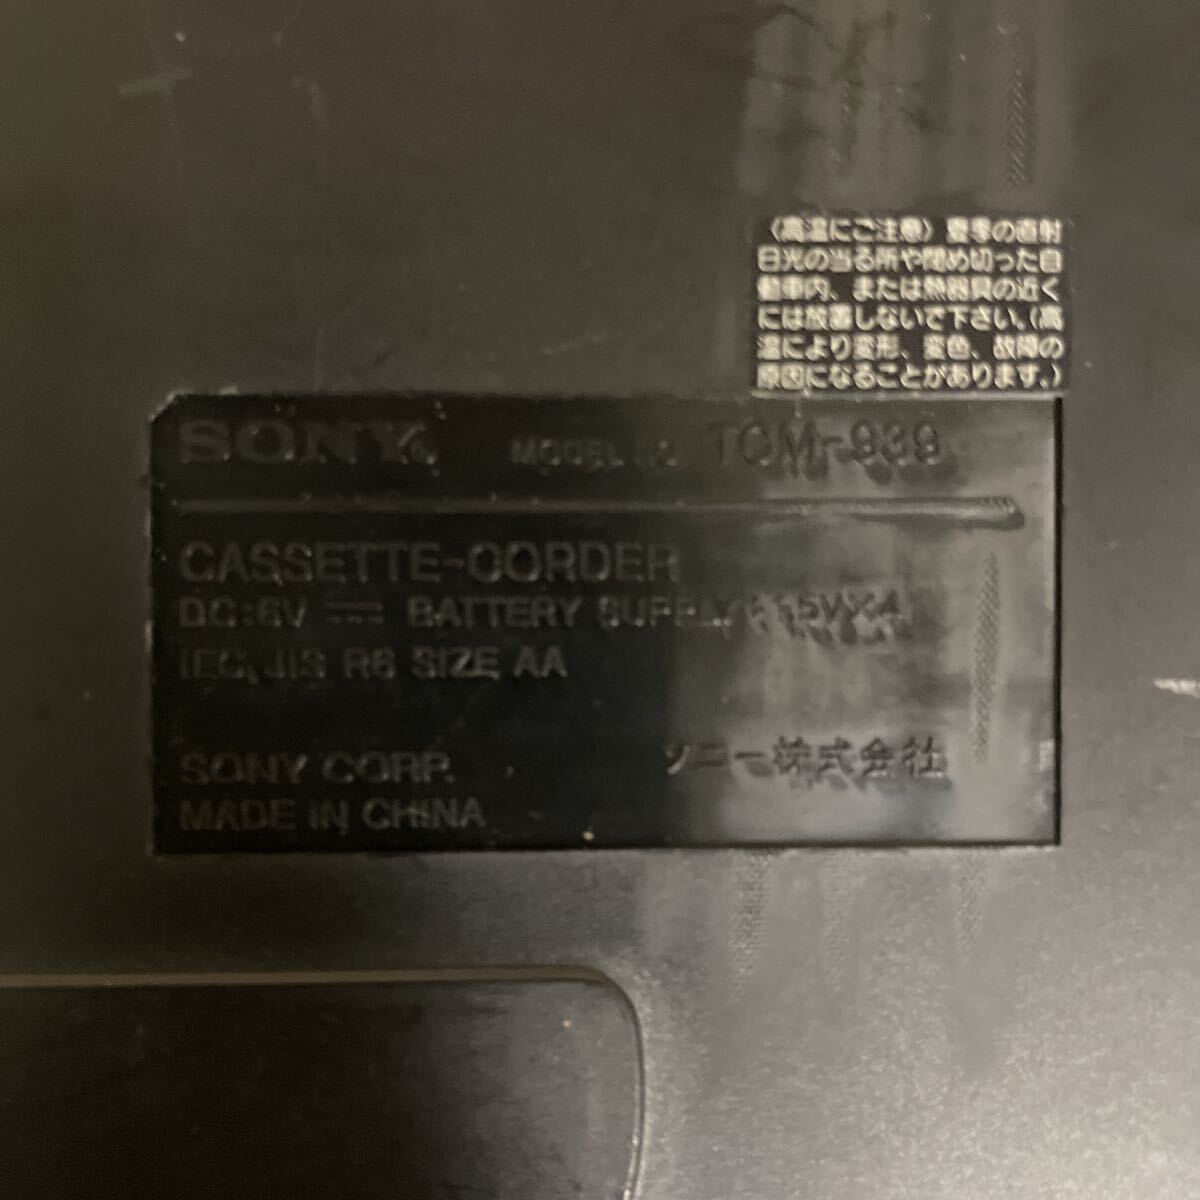 〈高温にご注意〉夏季の直射
日光の当る所や閉め切った自
動車内、または熱器具の近く
には放置しないで下さい。(高
温により変形、変色、故障の
原因になることがあります。)
SONY® MODEL NO. TCM-939
CASSETTE-CORDER
DC:6V BATTERY SUPPLY 6V 1.5V×4
IEC, JIS R6 SIZE AA
SONY CORP. ソニー株式会社
MADE IN CHINA